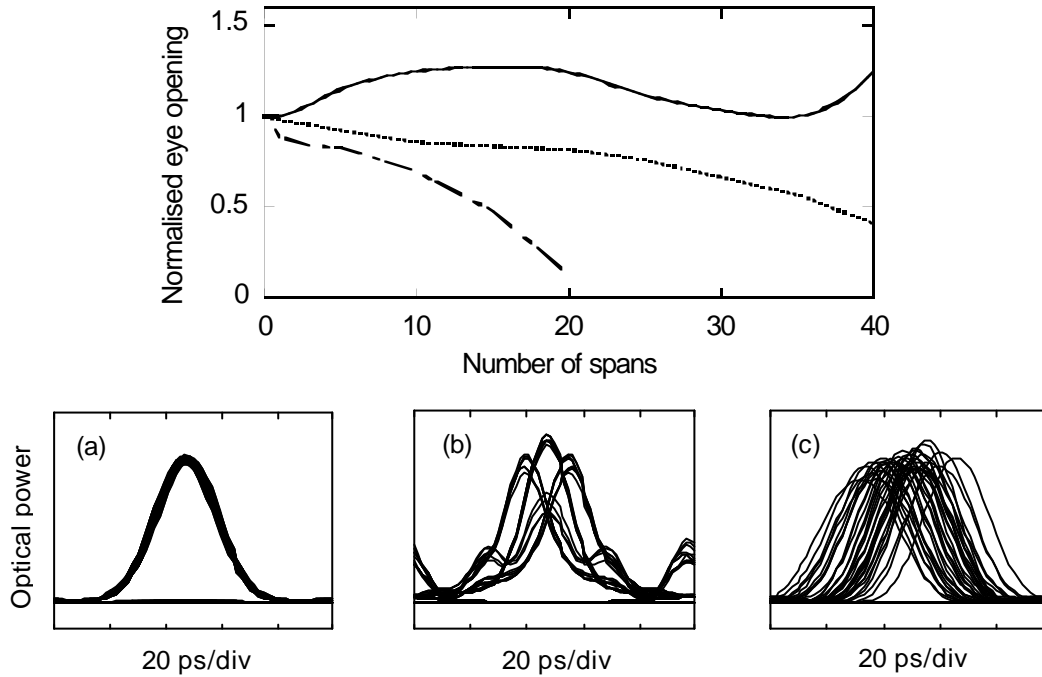 1.5
1
0.5
0
Normalised eye opening
0 10 20 30 40
Number of spans
(a) (b) (c)
Optical power
20 ps/div 20 ps/div 20 ps/div